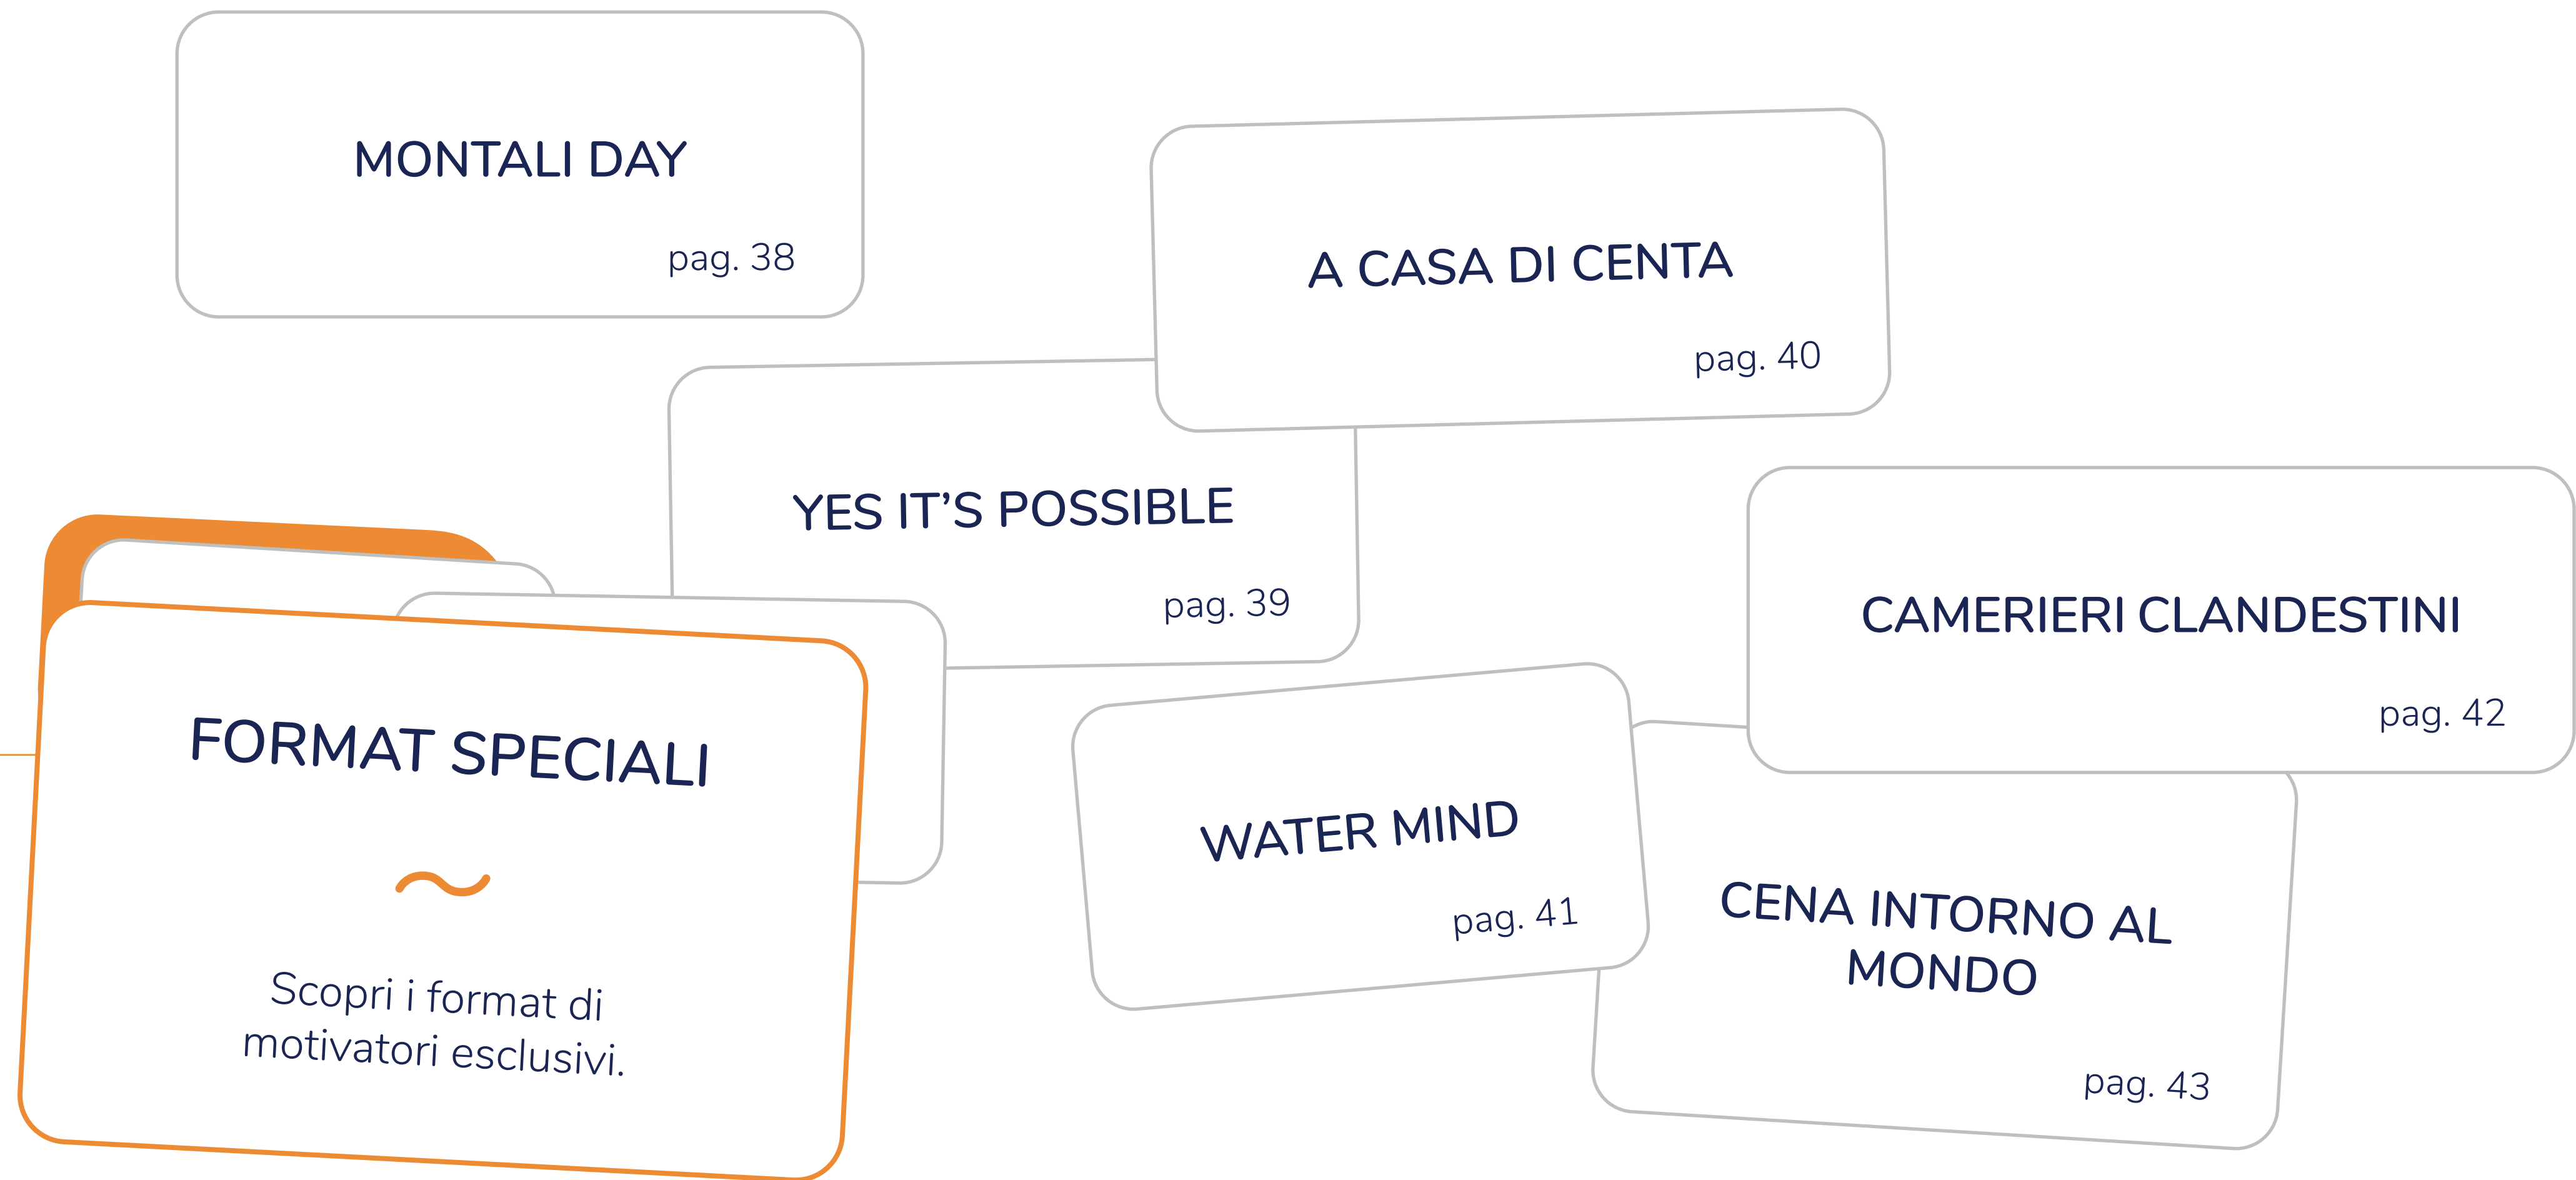 MONTALI DAY
pag. 38
A CASA DI CENTA
pag. 40
YES IT’S POSSIBLE
pag. 39
CAMERIERI CLANDESTINI
pag. 42
FORMAT SPECIALI
Scopri i format di
motivatori esclusivi.
WATER MIND
pag. 41
CENA INTORNO AL
MONDO
pag. 43